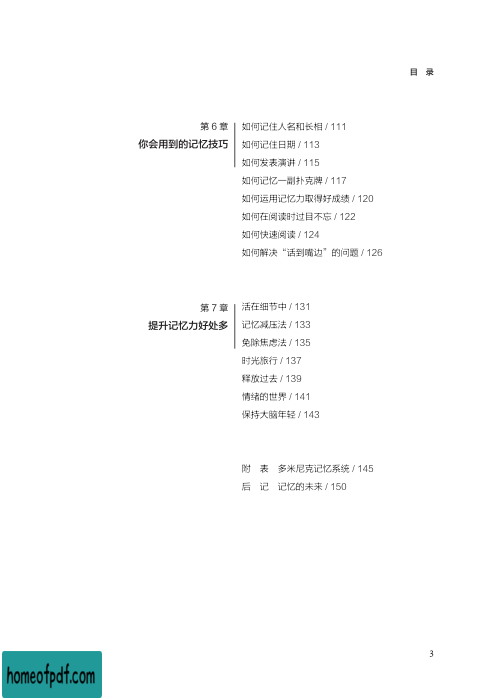 目 录
第 6 章
你会用到的记忆技巧
如何记住人名和长相 / 111
如何记住日期 / 113
如何发表演讲 / 115
如何记忆一副扑克牌 / 117
如何运用记忆力取得好成绩 / 120
如何在阅读时过目不忘 / 122
如何快速阅读 / 124
如何解决“话到嘴边”的问题 / 126
第 7 章
提升记忆力好处多
活在细节中 / 131
记忆减压法 / 133
免除焦虑法 / 135
时光旅行 / 137
释放过去 / 139
情绪的世界 / 141
保持大脑年轻 / 143
附 表 多米尼克记忆系统 / 145
后 记 记忆的未来 / 150
3
homeofpdf.com